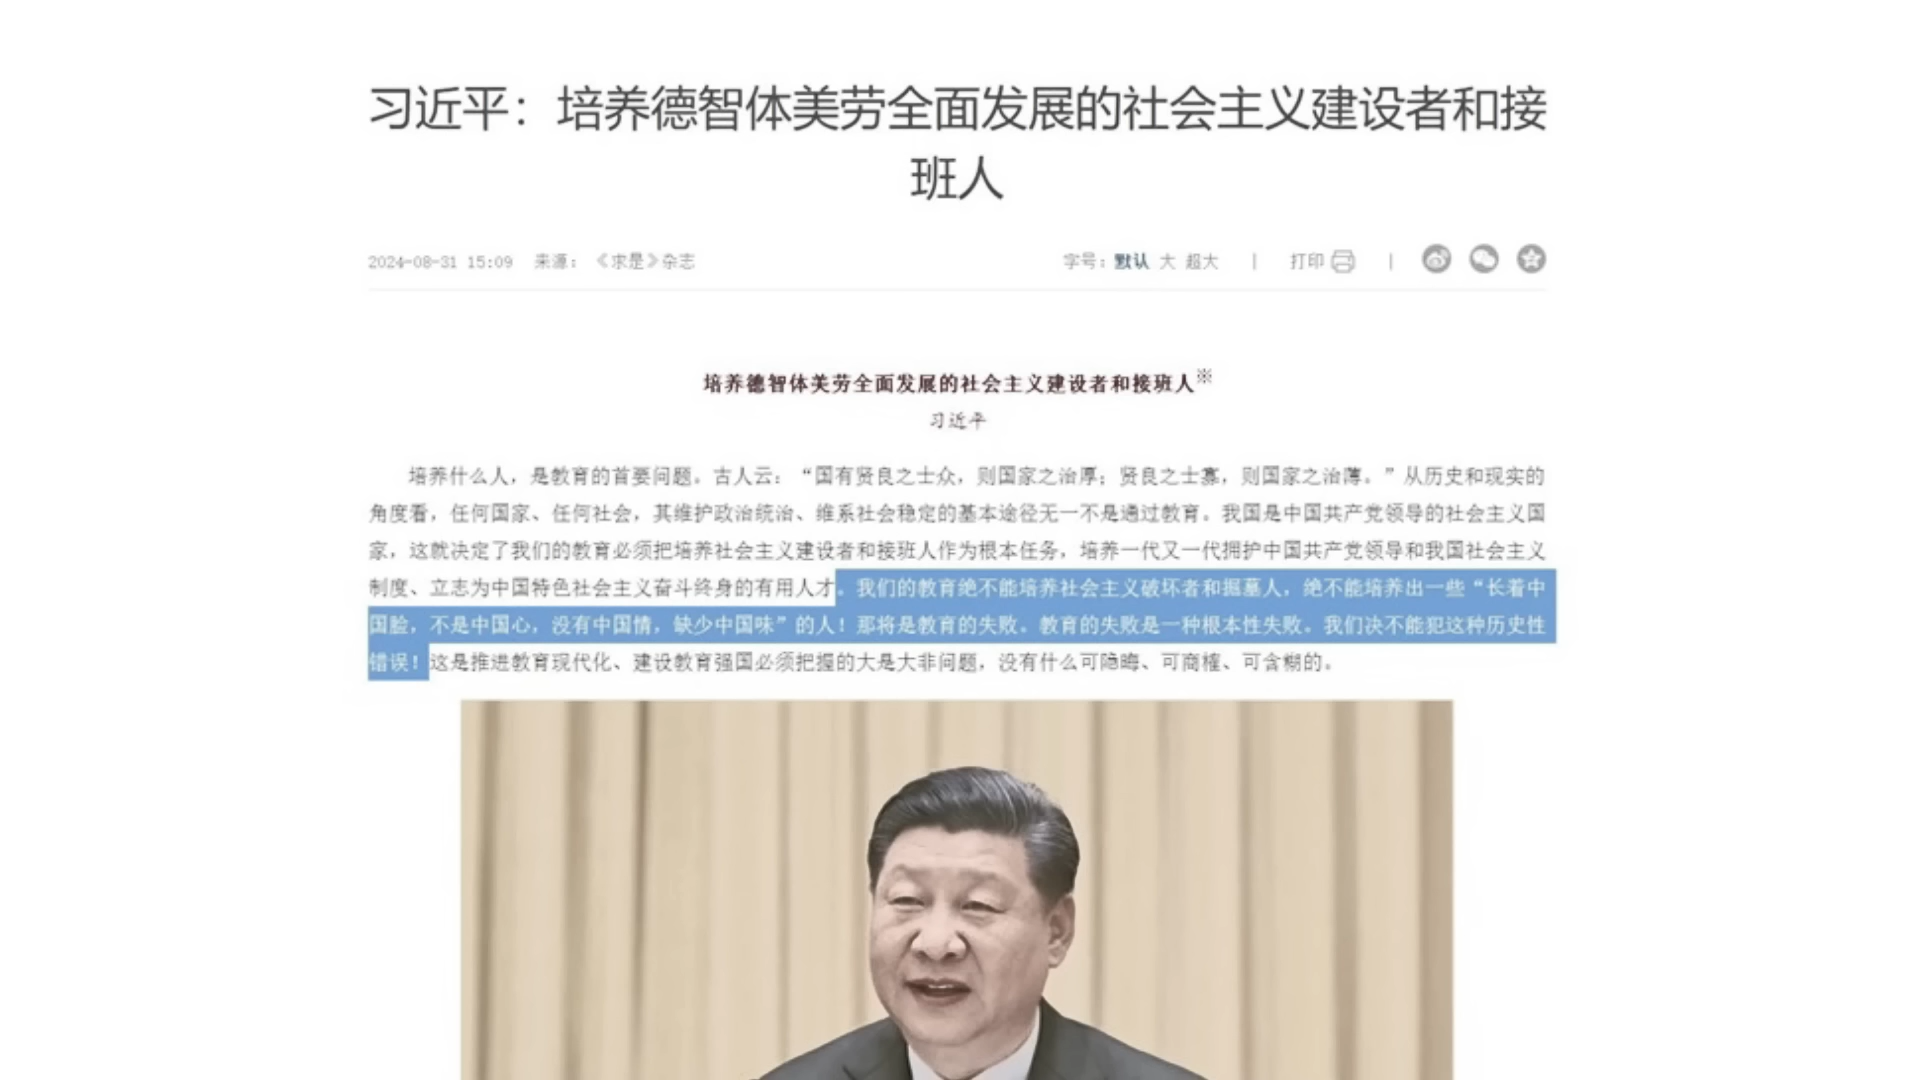 习近平：培养德智体美劳全面发展的社会主义建设者和接
班人
2024-08-31 15:09 来源：《求是》杂志 字号：默认 大 超大 | 打印 |
培养德智体美劳全面发展的社会主义建设者和接班人※
习近平
培养什么人，是教育的首要问题。古人云：“国有贤良之士众，则国家之治厚；贤良之士寡，则国家之治薄。”从历史和现实的
角度看，任何国家、任何社会，其维护政治统治、维系社会稳定的基本途径无一不是通过教育。我国是中国共产党领导的社会主义国
家，这就决定了我们的教育必须把培养社会主义建设者和接班人作为根本任务，培养一代又一代拥护中国共产党领导和我国社会主义
制度、立志为中国特色社会主义奋斗终身的有用人才。我们的教育绝不能培养社会主义破坏者和掘墓人，绝不能培养出一些“长着中
国脸，不是中国心，没有中国情，缺少中国味”的人！那将是教育的失败。教育的失败是一种根本性失败。我们决不能犯这种历史性
错误！这是推进教育现代化、建设教育强国必须把握的大是大非问题，没有什么可隐晦、可商榷、可含糊的。